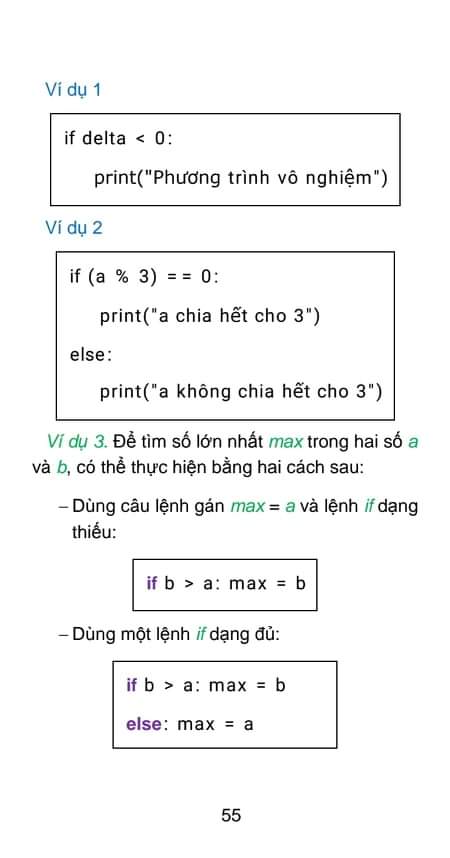 Ví dụ 1
if delta < 0:
print("Phương trình vô nghiệm")
Ví dụ 2
if (a % 3) == 0:
print("a chia hết cho 3")
else:
print("a không chia hết cho 3")
Ví dụ 3. Để tìm số lớn nhất max trong hai số a
và b, có thể thực hiện bằng hai cách sau:
– Dùng câu lệnh gán max = a và lệnh if dạng
thiếu:
if b > a: max = b
– Dùng một lệnh if dạng đủ:
if b > a: max = b
else: max = a
55